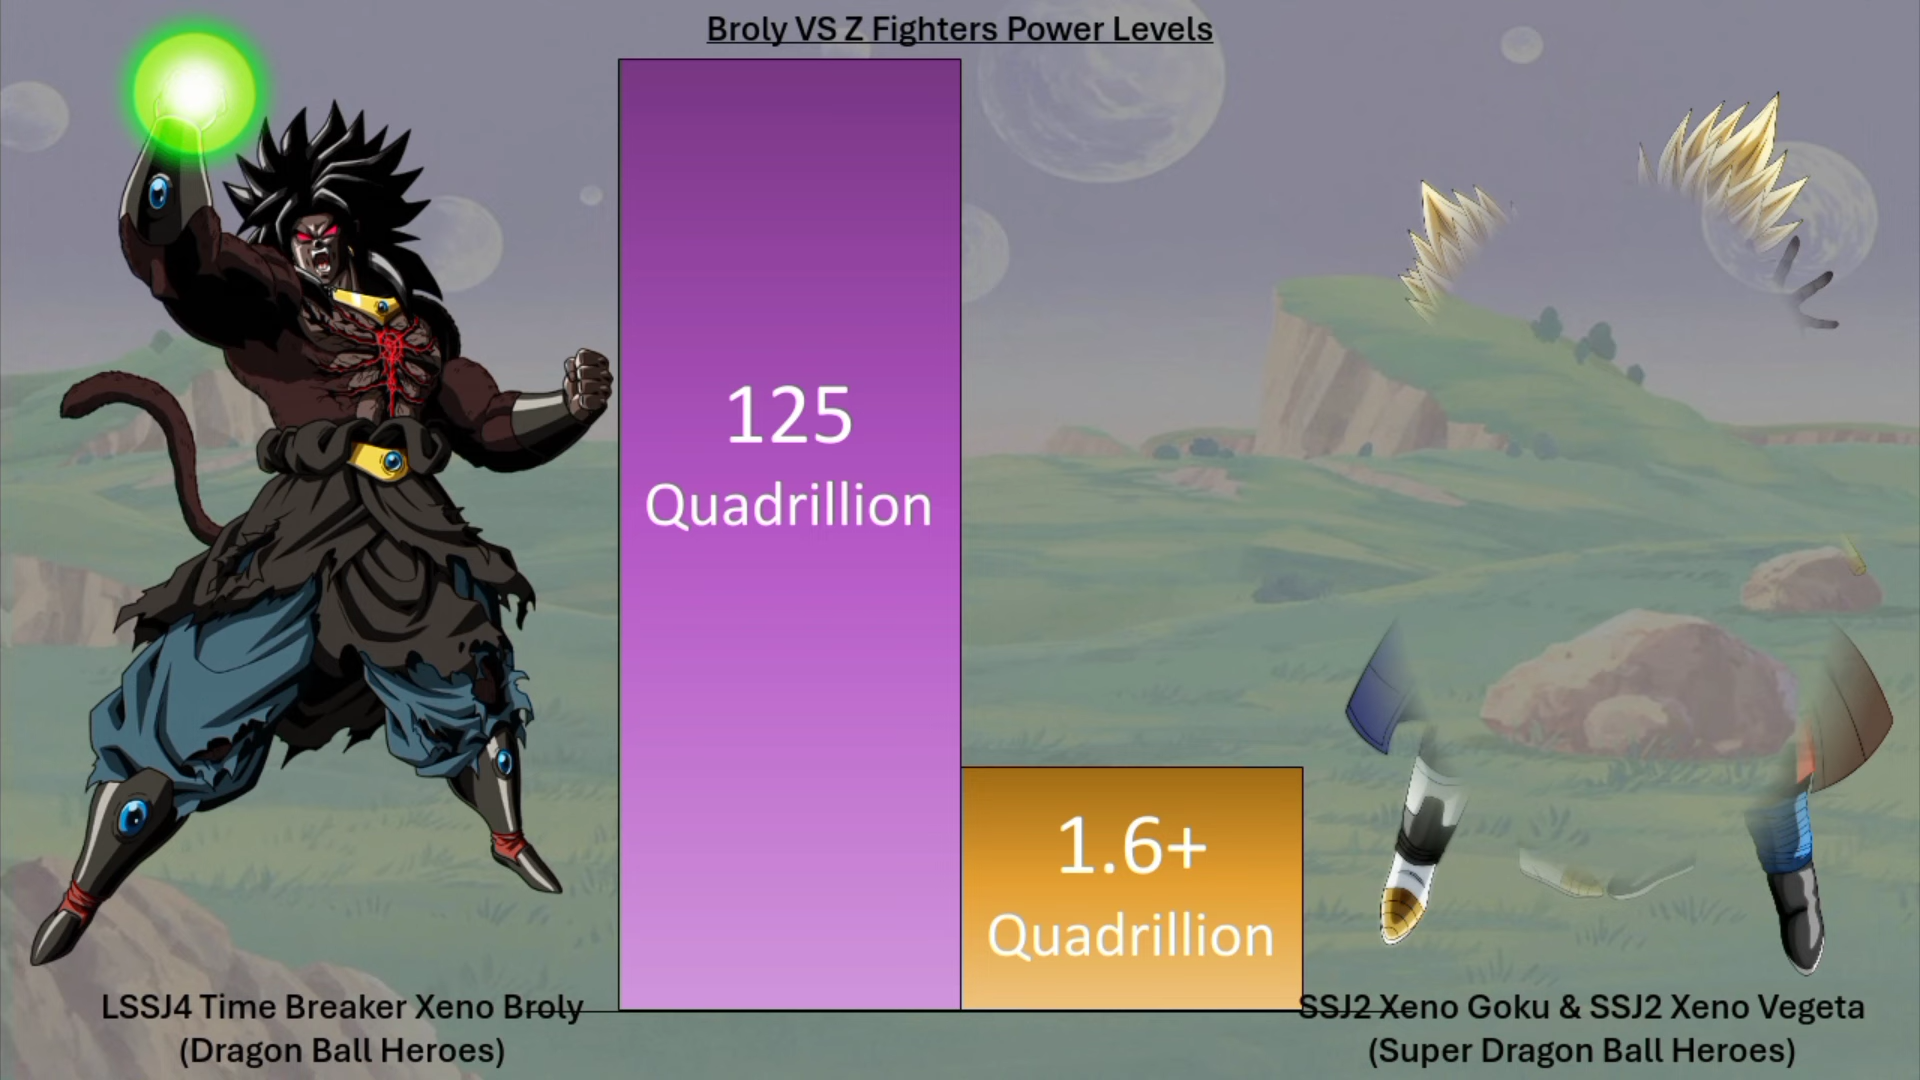 Broly VS Z Fighters Power Levels
125
Quadrillion
1.6+
Quadrillion
LSSJ4 Time Breaker Xeno Broly
(Dragon Ball Heroes)
SSJ2 Xeno Goku & SSJ2 Xeno Vegeta
(Super Dragon Ball Heroes)